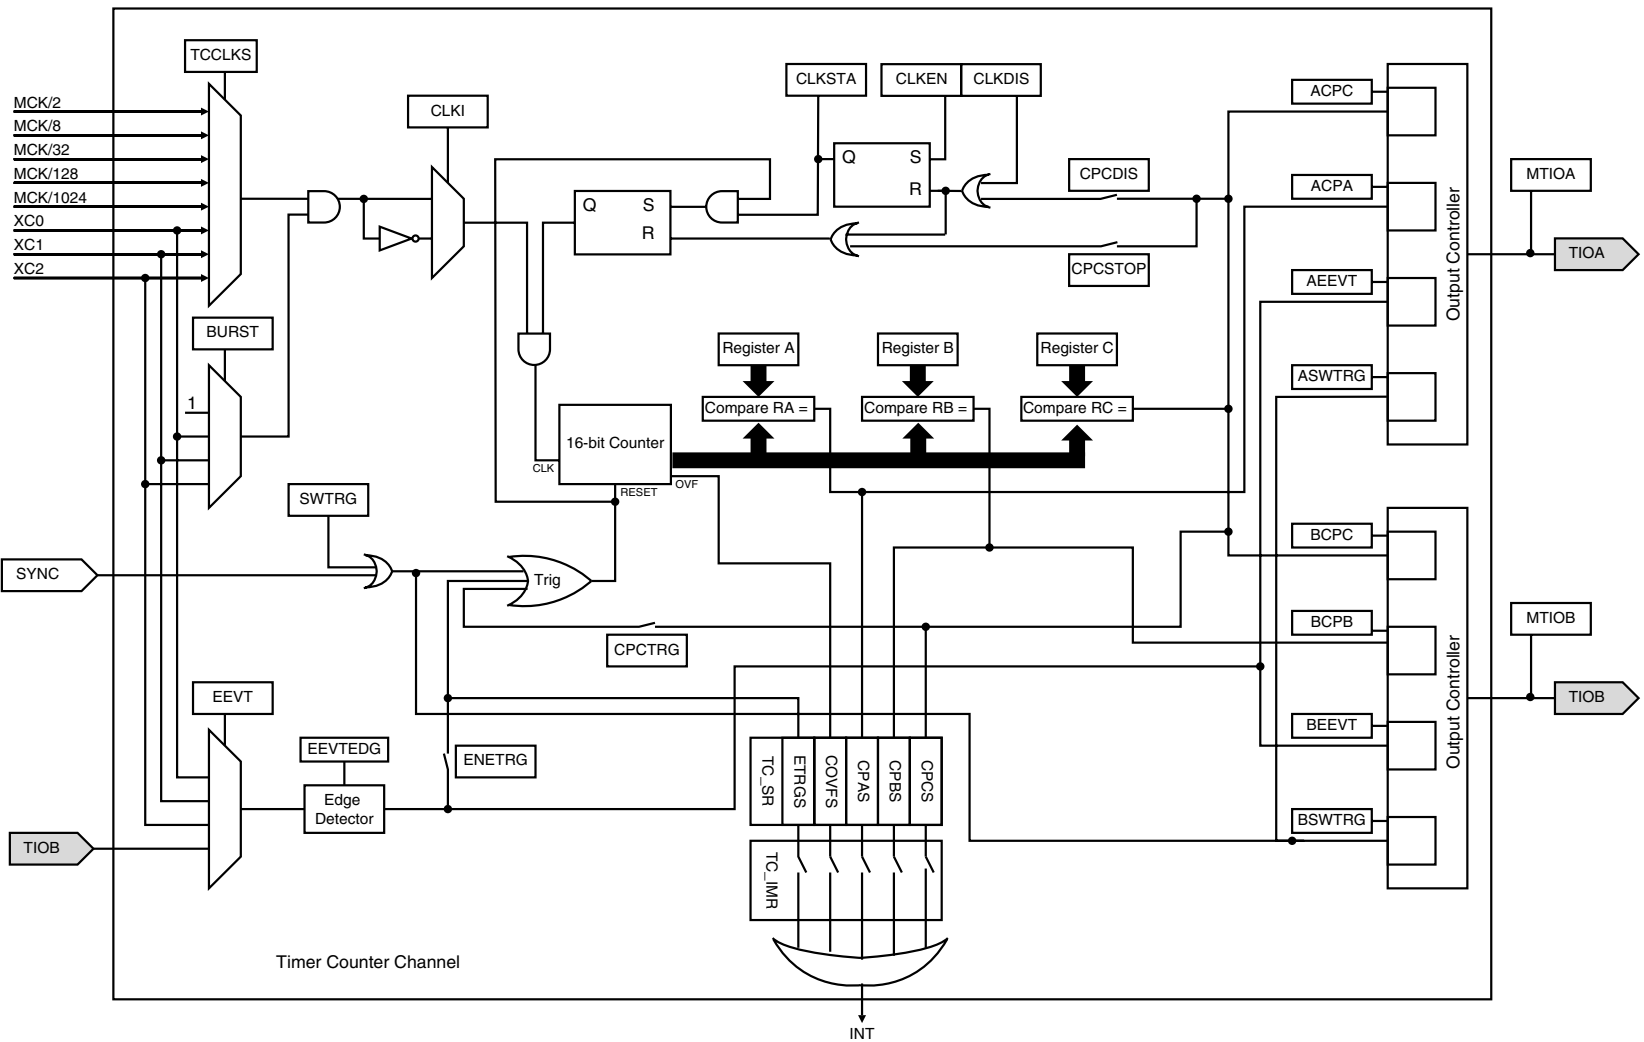 TCCLKS
MCK/2
MCK/8
MCK/32
MCK/128
MCK/1024
XC0
XC1
XC2
CLKI
CLKSTA
CLKEN
CLKDIS
Q
S
R
Q
S
R
CPCDIS
CPCSTOP
ACPC
ACPA
AEEVT
ASWTRG
Output Controller
MTIOA
TIOA
BURST
1
Register A
Register B
Register C
Compare RA =
Compare RB =
Compare RC =
16-bit Counter
CLK
RESET
OVF
SWTRG
SYNC
Trig
CPCTRG
BCPC
BCPB
BEEVT
BSWTRG
Output Controller
MTIOB
TIOB
EEVT
EEVTEDG
Edge
Detector
ENETRG
TIOB
TC_SR
ETRGS
COVFS
CPAS
CPBS
CPCS
TC_IMR
Timer Counter Channel
INT